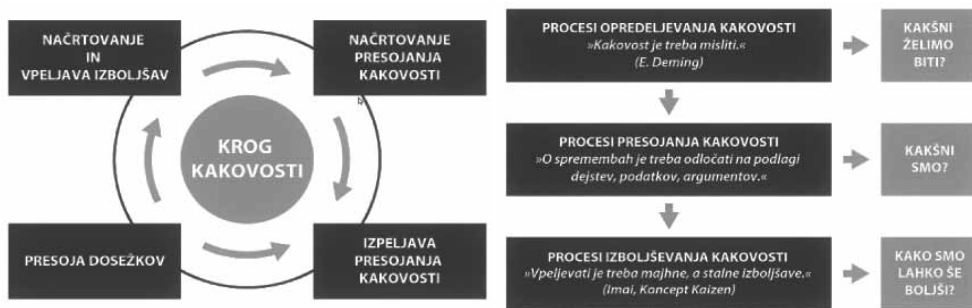 NAČRTOVANJE
IN
VPELJAVA IZBOLJŠAV
NAČRTOVANJE
PRESOJANJA
KAKOVOSTI
KROG
KAKOVOSTI
PRESOJA DOSEŽKOV
IZPELJAVA
PRESOJANJA
KAKOVOSTI
PROCESI OPREDELJEVANJA KAKOVOSTI
»Kakovost je treba misliti.«
(E. Deming)
KAKŠNI
ŽELIMO
BITI?
PROCESI PRESOJANJA KAKOVOSTI
»O spremembah je treba odločati na podlagi
dejstev, podatkov, argumentov.«
KAKŠNI
SMO?
PROCESI IZBOLJŠEVANJA KAKOVOSTI
»Vpeljevati je treba majhne, a stalne izboljšave.«
(Imai, Koncept Kaizen)
KAKO SMO
LAHKO ŠE
BOLJŠI?